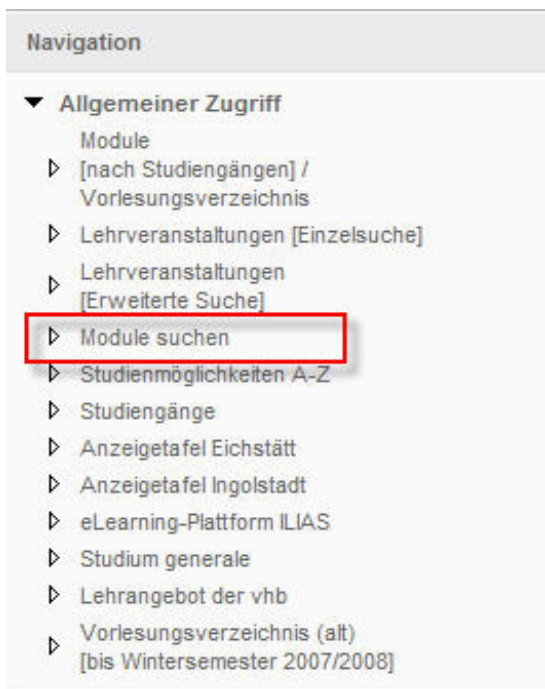 Navigation
Allgemeiner Zugriff
Module
[nach Studiengängen] /
Vorlesungsverzeichnis
Lehrveranstaltungen [Einzelsuche]
Lehrveranstaltungen
[Erweiterte Suche]
Module suchen
Studienmöglichkeiten A-Z
Studiengänge
Anzeigetafel Eichstätt
Anzeigetafel Ingolstadt
eLearning-Plattform ILIAS
Studium generale
Lehrangebot der vhb
Vorlesungsverzeichnis (alt)
[bis Wintersemester 2007/2008]